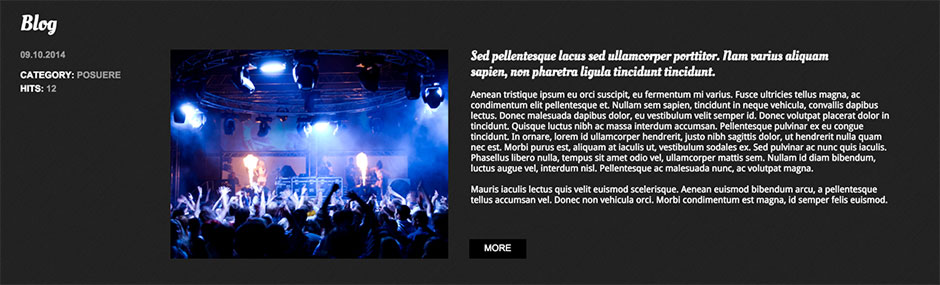 Blog
09.10.2014
CATEGORY: POSUERE
HITS: 12
Sed pellentesque lacus sed ullamcorper porttitor. Nam varius aliquam
sapien, non pharetra ligula tincidunt tincidunt.
Aenean tristique ipsum eu orci suscipit, eu fermentum mi varius. Fusce ultricies tellus magna, ac
condimentum elit pellentesque et. Nullam sem sapien, tincidunt in neque vehicula, convallis dapibus
lectus. Donec malesuada dapibus dolor, eu vestibulum velit semper id. Donec volutpat placerat dolor in
tincidunt. Quisque luctus nibh ac massa interdum accumsan. Pellentesque pulvinar ex eu congue
tincidunt. In ornare, lorem id ullamcorper hendrerit, justo nibh sagittis dolor, ut hendrerit nulla quam
nec est. Morbi purus est, aliquam at iaculis ut, vestibulum sodales ex. Sed pulvinar ac nunc quis iaculis.
Phasellus libero nulla, tempus sit amet odio vel, ullamcorper mattis sem. Nullam id diam bibendum,
luctus augue vel, interdum nisl. Pellentesque ac malesuada nunc, ac volutpat magna.
Mauris iaculis lectus quis velit euismod scelerisque. Aenean euismod bibendum arcu, a pellentesque
tellus accumsan vel. Donec non vehicula orci. Morbi condimentum est magna, id semper felis euismod.
MORE